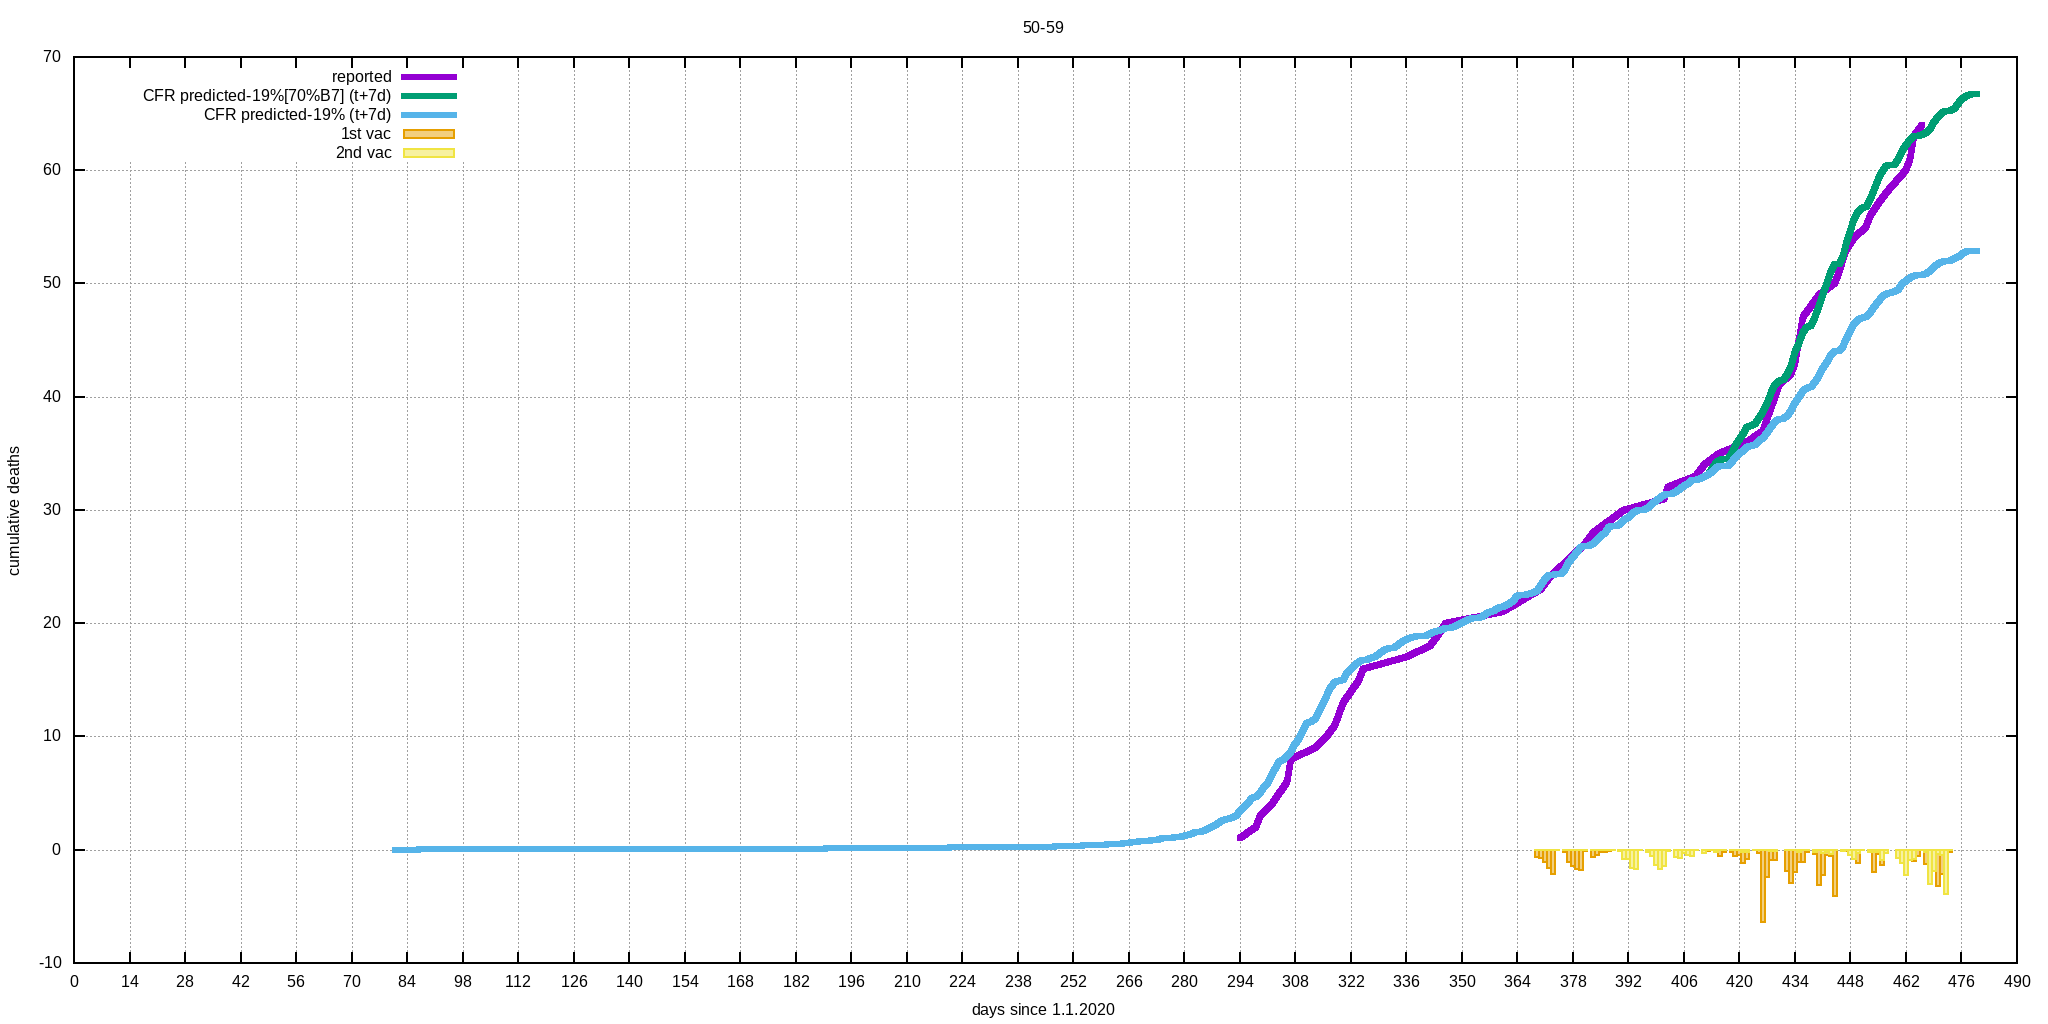 50-59
reported
CFR predicted-19%[70%B7] (t+7d)
CFR predicted-19% (t+7d)
1st vac
2nd vac
70
60
50
40
30
20
10
0
-10
cumulative deaths
0 14 28 42 56 70 84 98 112 126 140 154 168 182 196 210 224 238 252 266 280 294 308 322 336 350 364 378 392 406 420 434 448 462 476 490
days since 1.1.2020